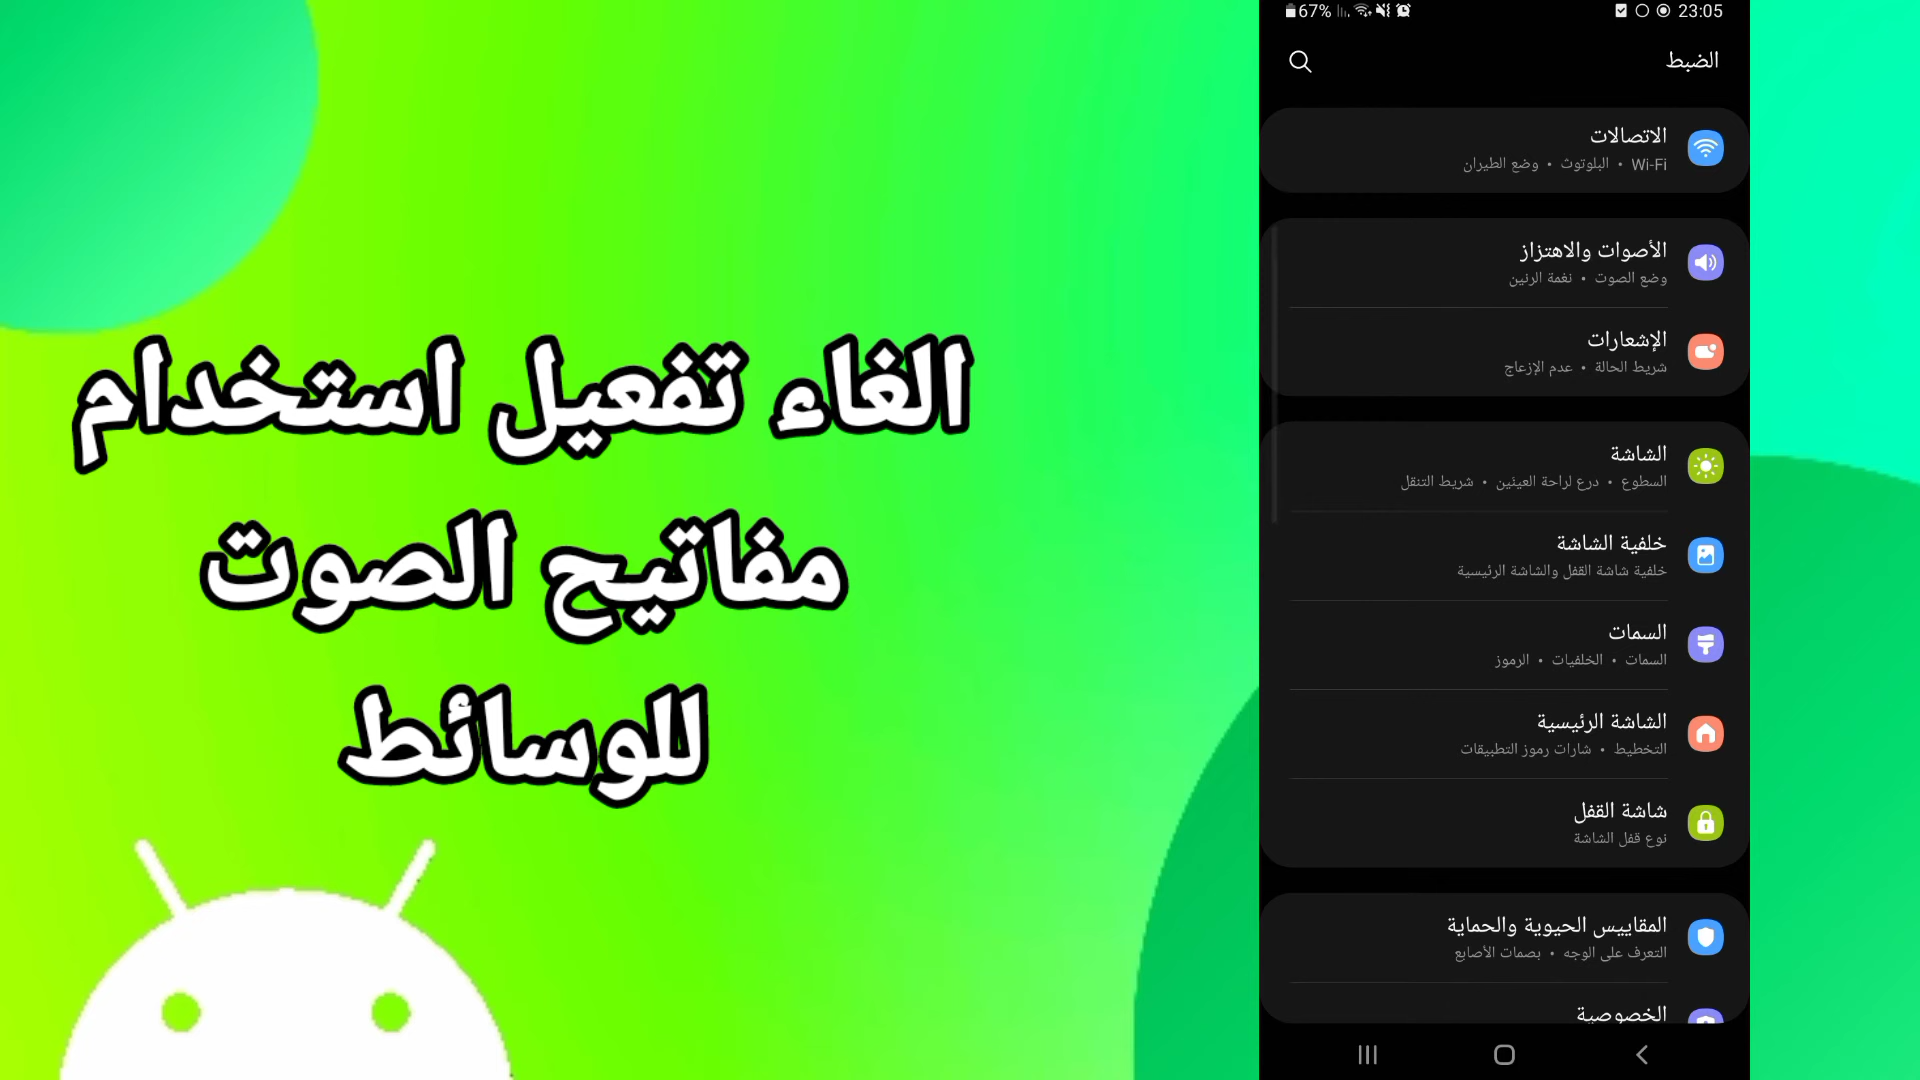 الغاء تفعيل استخدام
مفاتيح الصوت
للوسائط
67%
23:05
الضبط
الاتصالات
Wi-Fi • البلوتوث • وضع الطيران
الأصوات والاهتزاز
وضع الصوت • نغمة الرنين
الإشعارات
شريط الحالة • عدم الإزعاج
الشاشة
السطوع • درع لراحة العينين • شريط التنقل
خلفية الشاشة
خلفية شاشة القفل والشاشة الرئيسية
السمات
السمات • الخلفيات • الرموز
الشاشة الرئيسية
التخطيط • شارات رموز التطبيقات
شاشة القفل
نوع قفل الشاشة
المقاييس الحيوية والحماية
التعرف على الوجه • بصمات الأصابع
الخصوصية